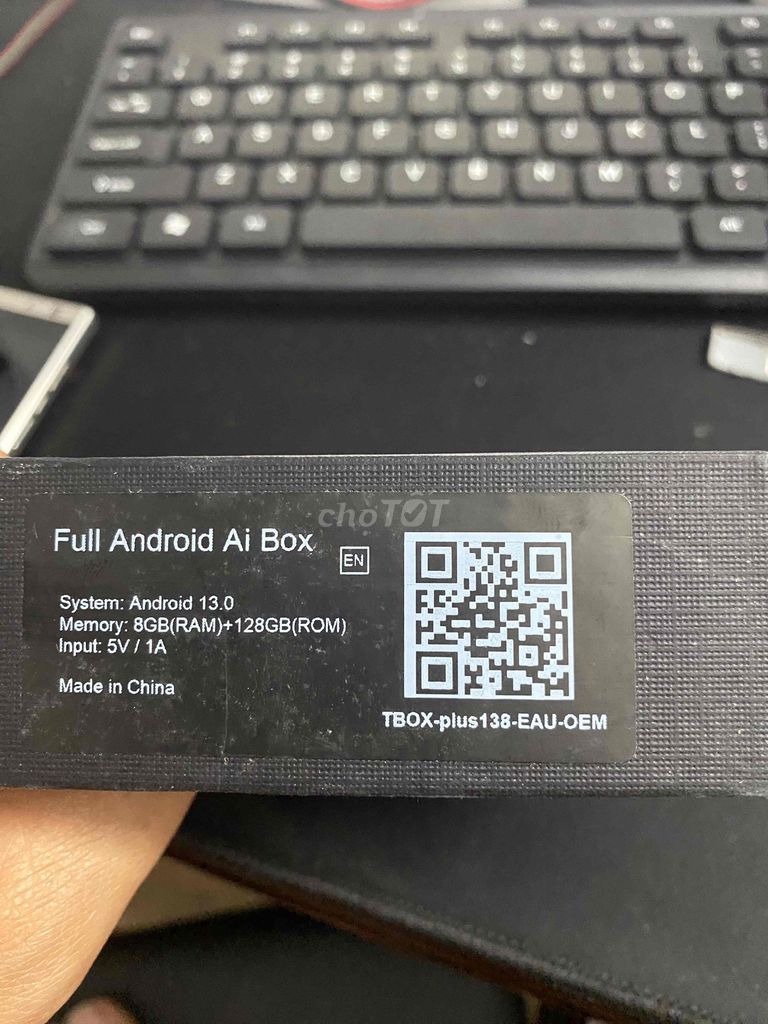 chợTỐT
Full Android Ai Box
EN
System: Android 13.0
Memory: 8GB(RAM)+128GB(ROM)
Input: 5V / 1A
Made in China
TBOX-plus138-EAU-OEM